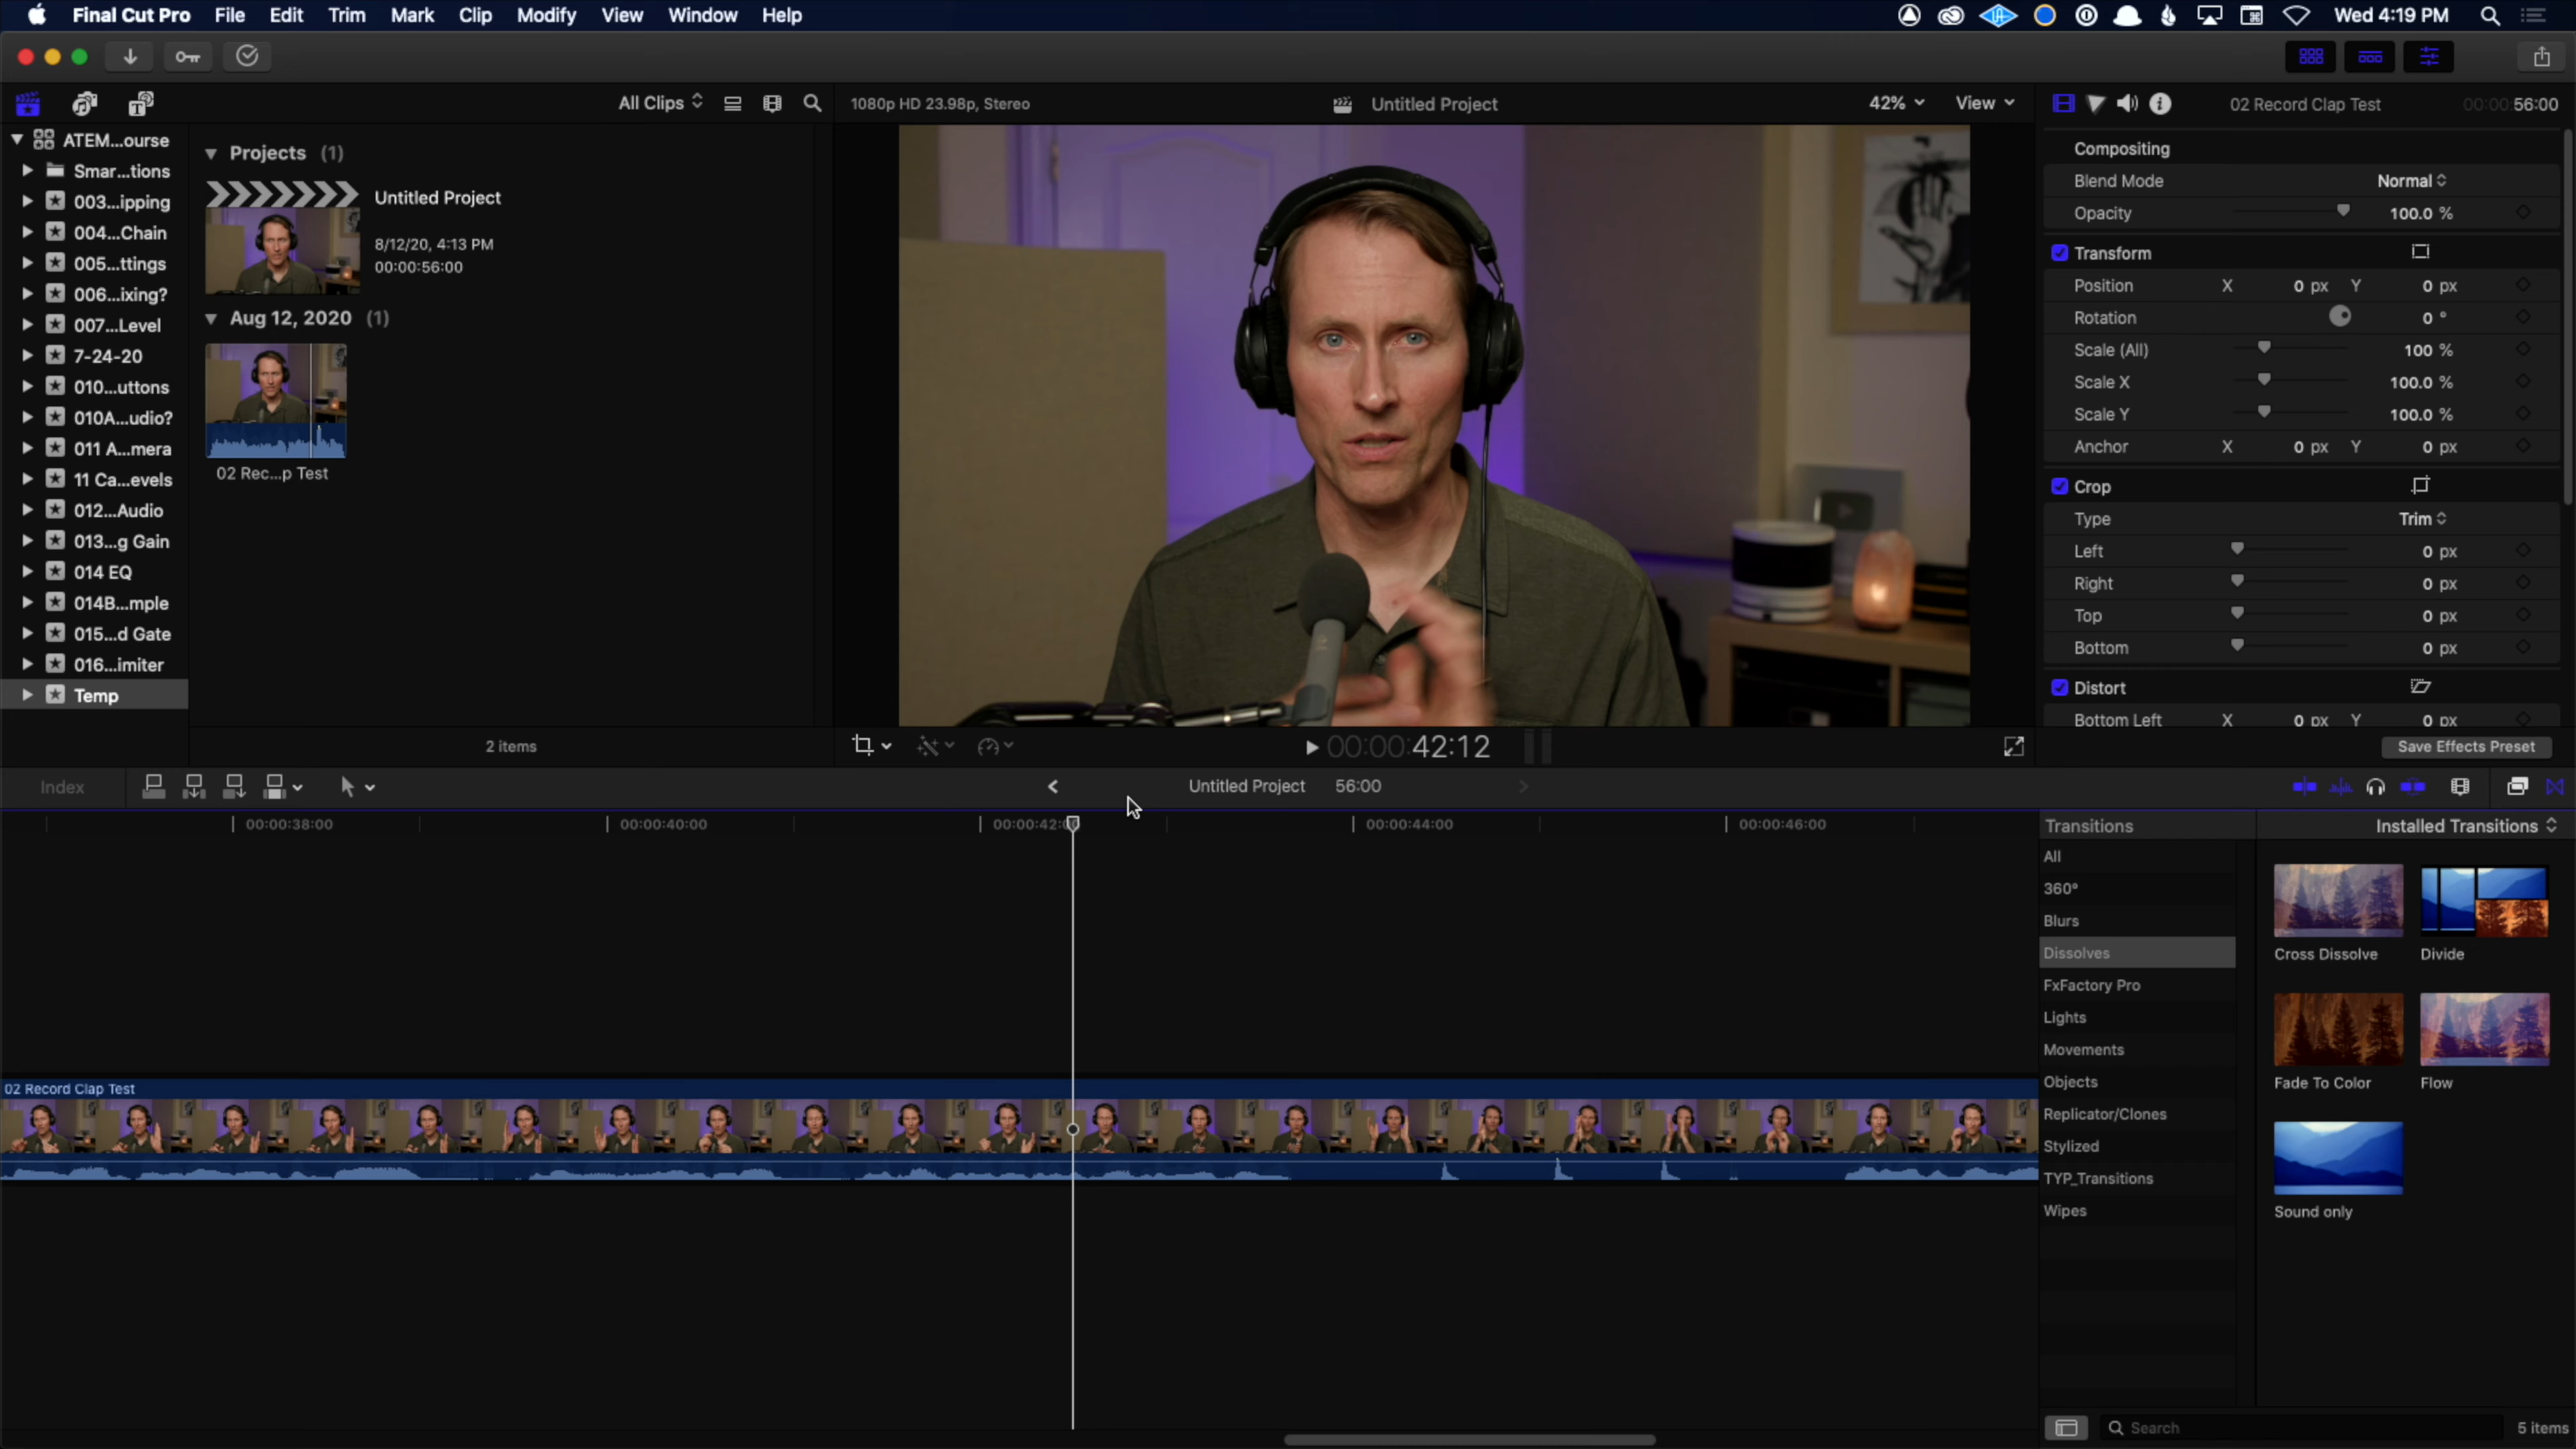 Final Cut Pro File Edit Trim Mark Clip Modify View Window Help Wed 4:19 PM
All Clips 1080p HD 23.98p, Stereo Untitled Project 42% View 02 Record Clap Test 00:00:56:00
ATEM...ourse
Smar...tions
003...ipping
004...Chain
005...ttings
006...ixing?
007...Level
7-24-20
010...uttons
010A...udio?
011 A...mera
11 Ca...evels
012...Audio
013...g Gain
014 EQ
014B...mple
015...d Gate
016...imiter
Temp
Projects (1)
Untitled Project
8/12/20, 4:13 PM
00:00:56:00
Aug 12, 2020 (1)
02 Rec...p Test
2 items
00:00:42:12
Compositing
Blend Mode Normal
Opacity 100.0 %
Transform
Position X 0 px Y 0 px
Rotation 0 °
Scale (All) 100 %
Scale X 100.0 %
Scale Y 100.0 %
Anchor X 0 px Y 0 px
Crop
Type Trim
Left 0 px
Right 0 px
Top 0 px
Bottom 0 px
Distort
Bottom Left X 0 px Y 0 px
Save Effects Preset
Index Untitled Project 56:00
00:00:38:00 00:00:40:00 00:00:42:00 00:00:44:00 00:00:46:00
02 Record Clap Test
Transitions Installed Transitions
All
360°
Blurs
Dissolves
FxFactory Pro
Lights
Movements
Objects
Replicator/Clones
Stylized
TYP_Transitions
Wipes
Cross Dissolve Divide
Fade To Color Flow
Sound only
Search 5 items